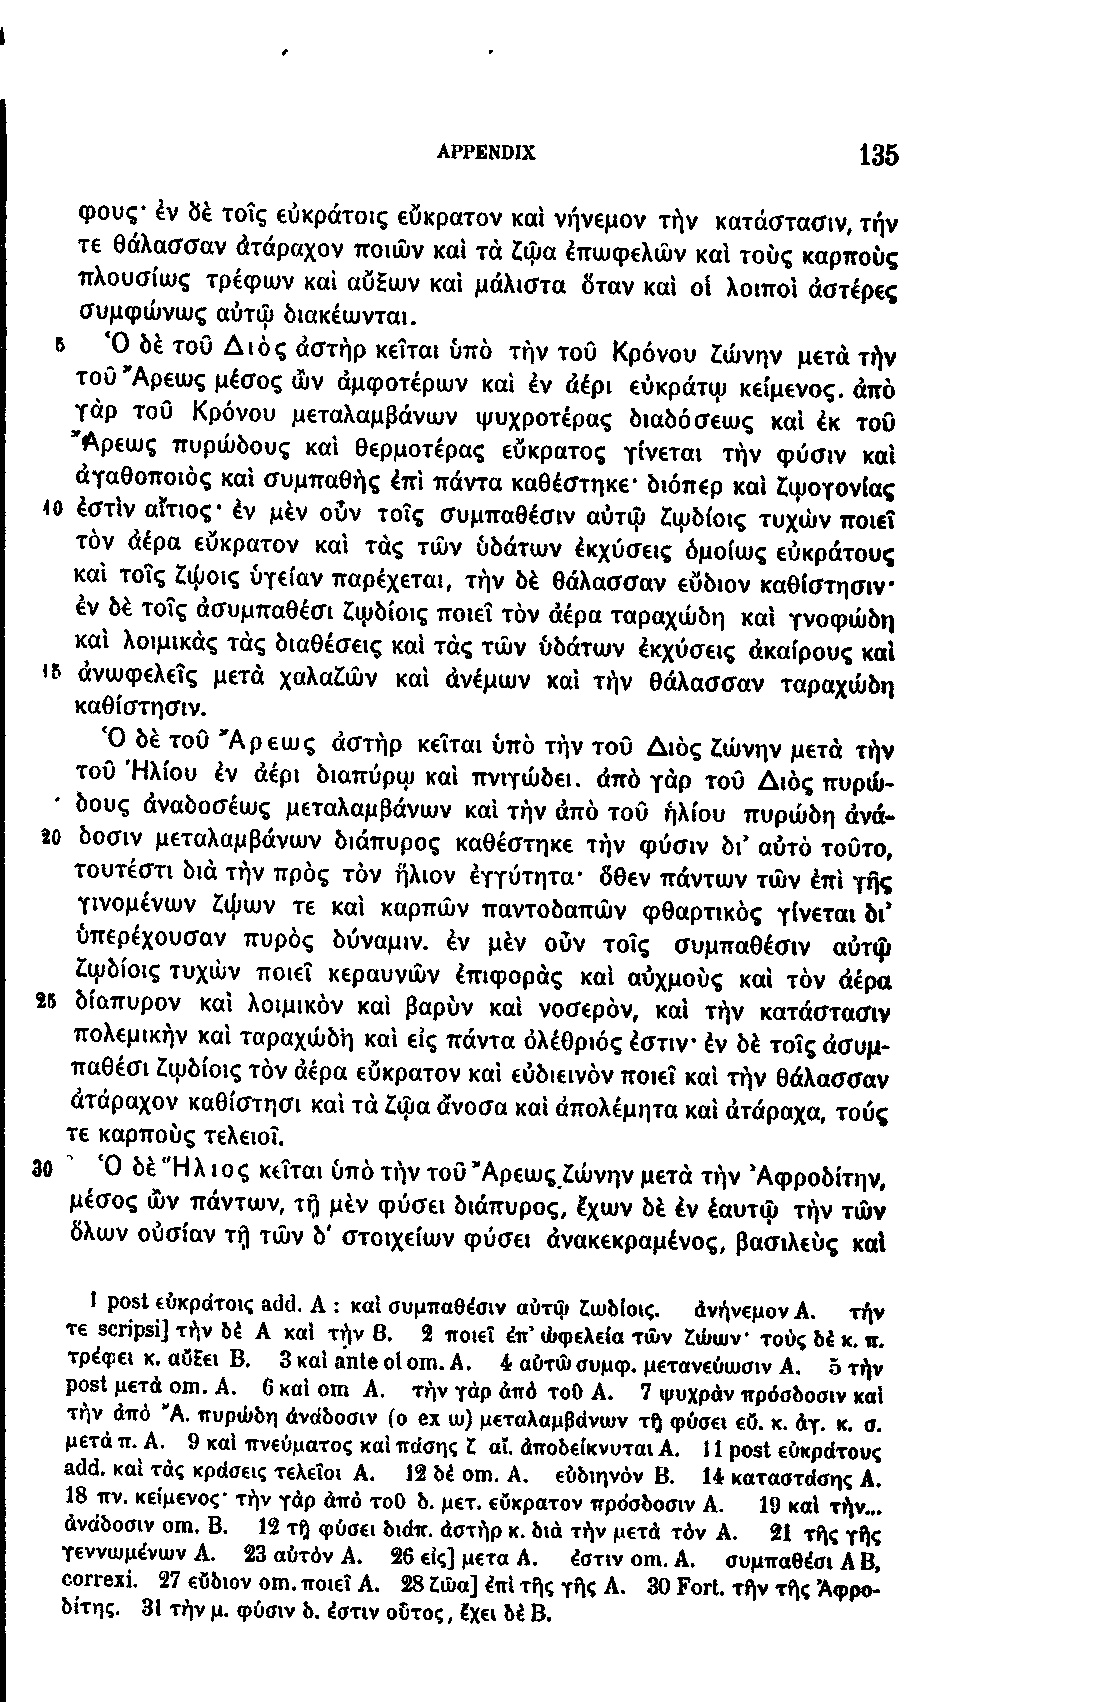 APPENDIX 135
φους· ἐν δὲ τοῖς εὐκράτοις εὔκρατον καὶ νήνεμον τὴν κατάστασιν, τήν
τε θάλασσαν ἀτάραχον ποιῶν καὶ τὰ ζῷα ἐπωφελῶν καὶ τοὺς καρποὺς
πλουσίως τρέφων καὶ αὔξων καὶ μάλιστα ὅταν καὶ οἱ λοιποὶ ἀστέρες
συμφώνως αὐτῷ διακέωνται.
5 Ὁ δὲ τοῦ Διὸς ἀστὴρ κεῖται ὑπὸ τὴν τοῦ Κρόνου ζώνην μετὰ τὴν
τοῦ Ἄρεως μέσος ὢν ἀμφοτέρων καὶ ἐν ἀέρι εὐκράτῳ κείμενος. ἀπὸ
γὰρ τοῦ Κρόνου μεταλαμβάνων ψυχροτέρας διαδόσεως καὶ ἐκ τοῦ
Ἄρεως πυρώδους καὶ θερμοτέρας εὔκρατος γίνεται τὴν φύσιν καὶ
ἀγαθοποιὸς καὶ συμπαθὴς ἐπὶ πάντα καθέστηκε· διόπερ καὶ ζῳογονίας
10 ἐστὶν αἴτιος· ἐν μὲν οὖν τοῖς συμπαθέσιν αὐτῷ ζῳδίοις τυχὼν ποιεῖ
τὸν ἀέρα εὔκρατον καὶ τὰς τῶν ὑδάτων ἐκχύσεις ὁμοίως εὐκράτους
καὶ τοῖς ζῴοις ὑγείαν παρέχεται, τὴν δὲ θάλασσαν εὔδιον καθίστησιν·
ἐν δὲ τοῖς ἀσυμπαθέσι ζῳδίοις ποιεῖ τὸν ἀέρα ταραχώδη καὶ γνοφώδη
καὶ λοιμικὰς τὰς διαθέσεις καὶ τὰς τῶν ὑδάτων ἐκχύσεις ἀκαίρους καὶ
15 ἀνωφελεῖς μετὰ χαλαζῶν καὶ ἀνέμων καὶ τὴν θάλασσαν ταραχώδη
καθίστησιν.
Ὁ δὲ τοῦ Ἄρεως ἀστὴρ κεῖται ὑπὸ τὴν τοῦ Διὸς ζώνην μετὰ τὴν
τοῦ Ἡλίου ἐν ἀέρι διαπύρῳ καὶ πνιγώδει. ἀπὸ γὰρ τοῦ Διὸς πυρώ-
δους ἀναδοσέως μεταλαμβάνων καὶ τὴν ἀπὸ τοῦ ἡλίου πυρώδη ἀνά-
20 δοσιν μεταλαμβάνων διάπυρος καθέστηκε τὴν φύσιν δι' αὐτὸ τοῦτο,
τουτέστι διὰ τὴν πρὸς τὸν ἥλιον ἐγγύτητα· ὅθεν πάντων τῶν ἐπὶ γῆς
γινομένων ζῴων τε καὶ καρπῶν παντοδαπῶν φθαρτικὸς γίνεται δι'
ὑπερέχουσαν πυρὸς δύναμιν. ἐν μὲν οὖν τοῖς συμπαθέσιν αὐτῷ
ζῳδίοις τυχὼν ποιεῖ κεραυνῶν ἐπιφορὰς καὶ αὐχμοὺς καὶ τὸν ἀέρα
25 δίαπυρον καὶ λοιμικὸν καὶ βαρὺν καὶ νοσερὸν, καὶ τὴν κατάστασιν
πολεμικὴν καὶ ταραχώδη καὶ εἰς πάντα ὀλέθριός ἐστιν· ἐν δὲ τοῖς ἀσυμ-
παθέσι ζῳδίοις τὸν ἀέρα εὔκρατον καὶ εὐδιεινὸν ποιεῖ καὶ τὴν θάλασσαν
ἀτάραχον καθίστησι καὶ τὰ ζῷα ἄνοσα καὶ ἀπολέμητα καὶ ἀτάραχα, τούς
τε καρποὺς τελειοῖ.
30 Ὁ δὲ Ἥλιος κεῖται ὑπὸ τὴν τοῦ Ἄρεως ζώνην μετὰ τὴν Ἀφροδίτην,
μέσος ὢν πάντων, τῇ μὲν φύσει διάπυρος, ἔχων δὲ ἐν ἑαυτῷ τὴν τῶν
ὅλων οὐσίαν τῇ τῶν δ' στοιχείων φύσει ἀνακεκραμένος, βασιλεὺς καὶ
1 post εὐκράτοις add. A : καὶ συμπαθέσιν αὐτῷ ζωδίοις. ἀνήνεμον A. τήν
τε scripsi] τὴν δὲ A καὶ τὴν B. 2 ποιεῖ ἐπ' ὠφελεία τῶν ζώων· τοὺς δὲ κ. π.
τρέφει κ. αὔξει B. 3 καὶ ante οἱ om. A. 4 αὐτῶ συμφ. μετανεύωσιν A. 5 τὴν
post μετὰ om. A. 6 καὶ om A. τὴν γὰρ ἀπὸ τοῦ A. 7 ψυχρὰν πρόσδοσιν καὶ
τὴν ἀπὸ Ἄ. πυρώδη ἀνάδοσιν (ο ex ω) μεταλαμβάνων τῇ φύσει εὔ. κ. ἀγ. κ. σ.
μετὰ π. A. 9 καὶ πνεύματος καὶ πάσης ζ αἴ. ἀποδείκνυται A. 11 post εὐκράτους
add. καὶ τὰς κράσεις τελεῖοι A. 12 δὲ om. A. εὐδιηνὸν B. 14 καταστάσης A.
18 πν. κείμενος· τὴν γὰρ ἀπὸ τοῦ δ. μετ. εὔκρατον πρόσδοσιν A. 19 καὶ τὴν...
ἀνάδοσιν om. B. 12 τῇ φύσει διάπ. ἀστὴρ κ. διὰ τὴν μετὰ τὸν A. 21 τῆς γῆς
γεννωμένων A. 23 αὐτόν A. 26 εἰς] μετα A. ἐστιν om. A. συμπαθέσι A B,
correxi. 27 εὔδιον om. ποιεῖ A. 28 ζῶα] ἐπὶ τῆς γῆς A. 30 Fort. τὴν τῆς Ἀφρο-
δίτης. 31 τὴν μ. φύσιν δ. ἐστιν οὗτος, ἔχει δὲ B.